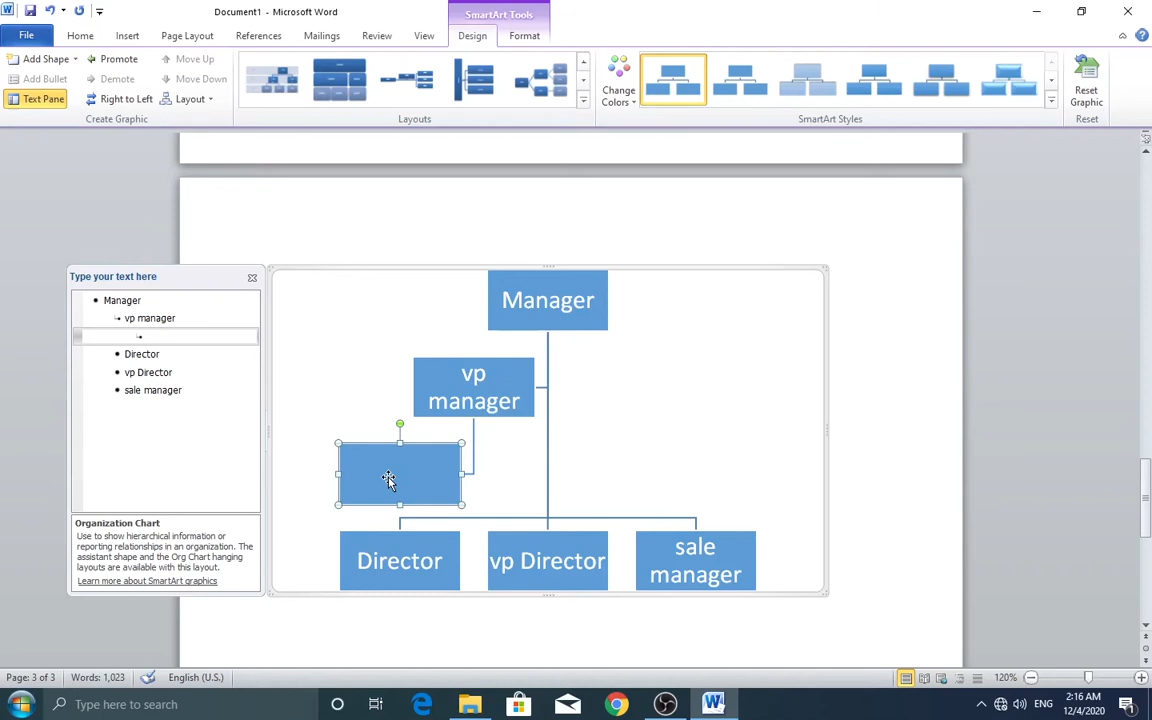 Document1 - Microsoft Word
SmartArt Tools
File
Home
Insert
Page Layout
References
Mailings
Review
View
Design
Format
Add Shape
Promote
Move Up
Add Bullet
Demote
Move Down
Text Pane
Right to Left
Layout
Create Graphic
Layouts
Change
Colors
SmartArt Styles
Reset
Graphic
Reset
Type your text here
Manager
vp manager
Director
vp Director
sale manager
Organization Chart
Use to show hierarchical information or
reporting relationships in an organization. The
assistant shape and the Org Chart hanging
layouts are available with this layout.
Learn more about SmartArt graphics
Manager
vp
manager
Director
vp Director
sale
manager
Page: 3 of 3
Words: 1,023
English (U.S.)
120%
Type here to search
ENG
2:16 AM
12/4/2020
1